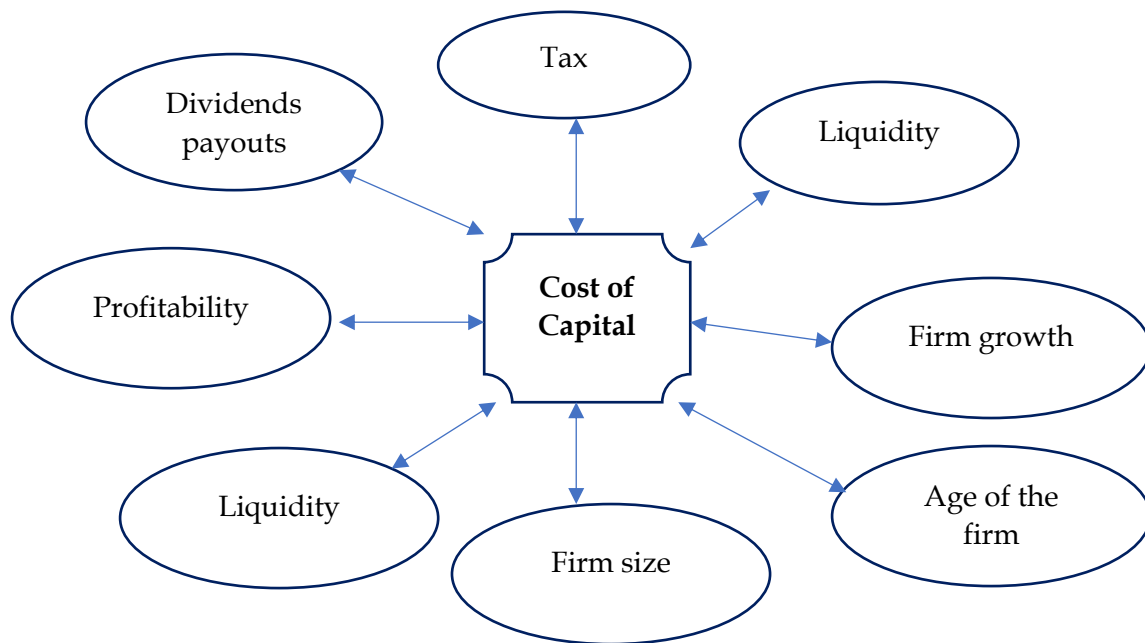 Tax
Dividends
payouts
Liquidity
Cost of
Capital
Profitability
Firm growth
Liquidity
Age of the
firm
Firm size